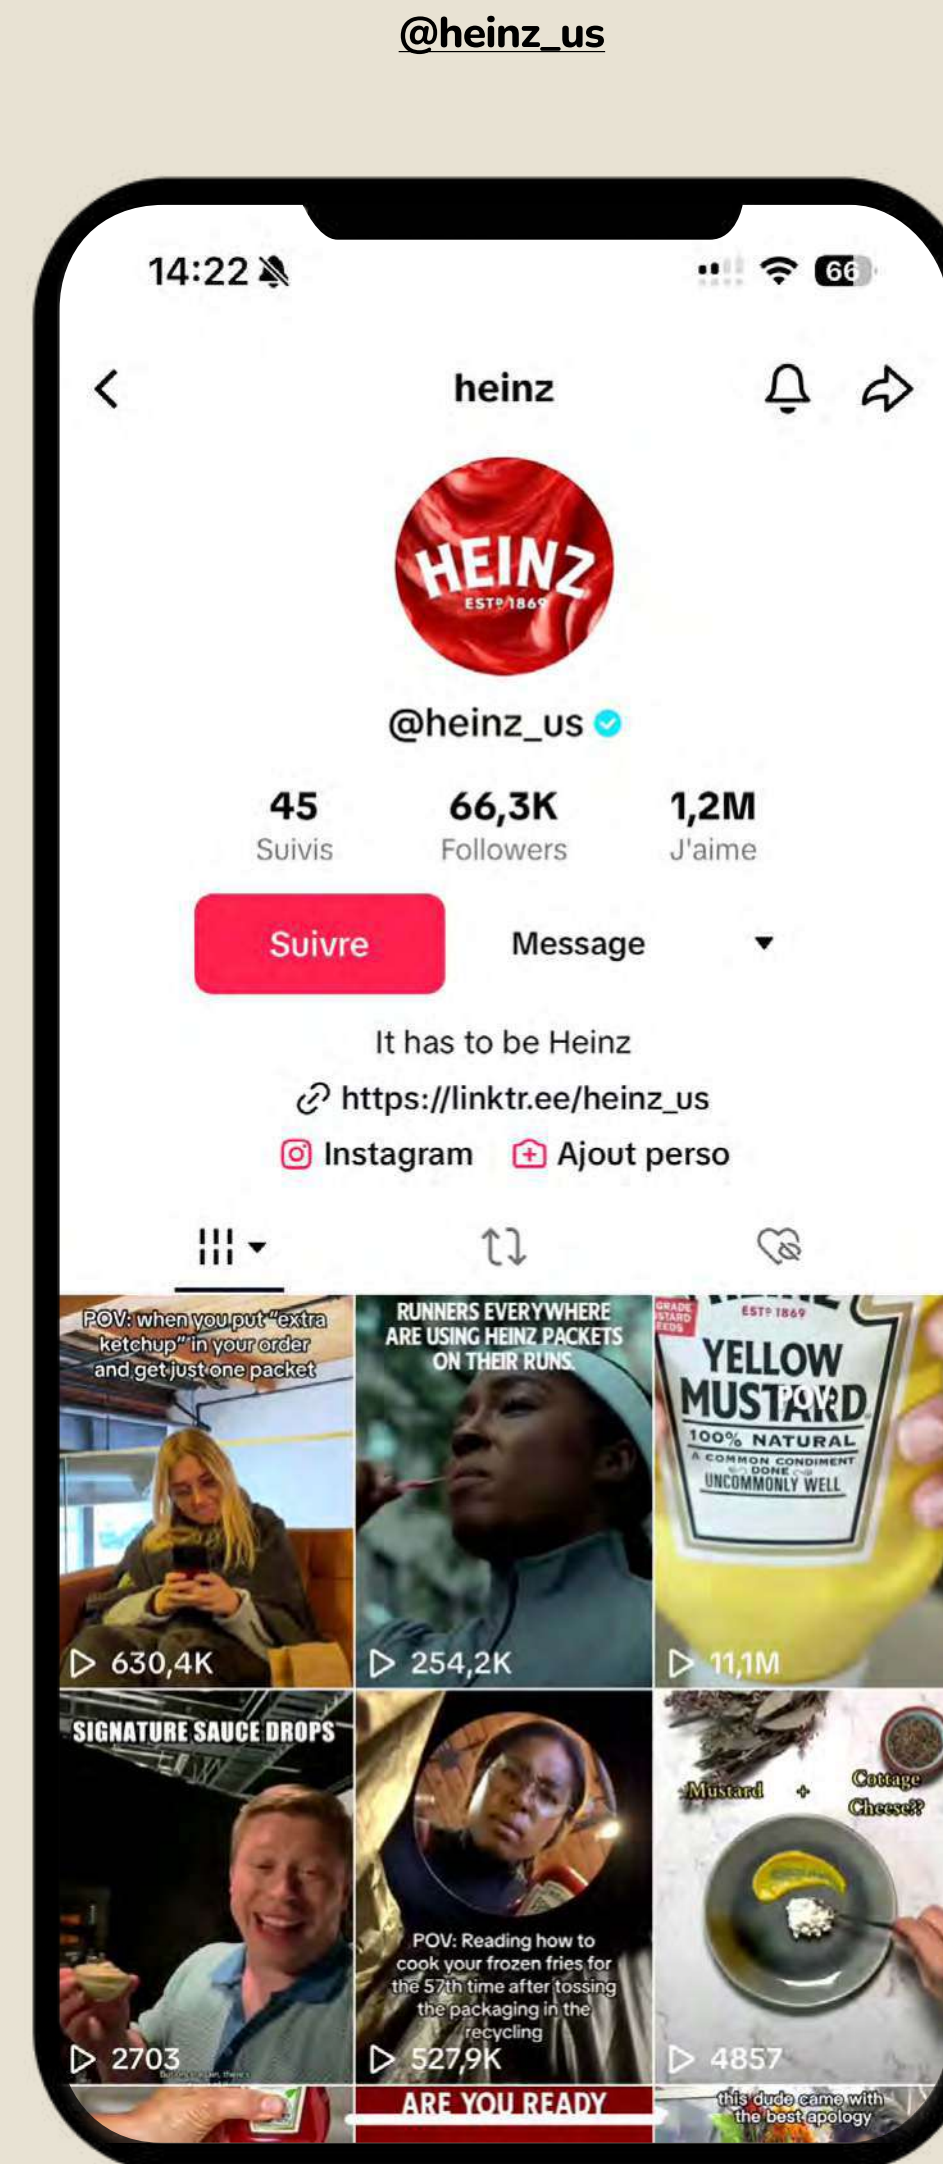 @heinz_us
14:22
66
heinz
HEINZ
ESTD 1869
@heinz_us
45
66,3K
1,2M
Suivis
Followers
J'aime
Suivre
Message
It has to be Heinz
https://linktr.ee/heinz_us
Instagram
Ajout perso
POV: when you put "extra
ketchup" in your order
and get just one packet
630,4K
RUNNERS EVERYWHERE
ARE USING HEINZ PACKETS
ON THEIR RUNS.
254,2K
GRADE
ESTD 1869
YELLOW
MUSTARD
POV:
100% NATURAL
A COMMON CONDIMENT
DONE
UNCOMMONLY WELL
11,1M
SIGNATURE SAUCE DROPS
2703
POV: Reading how to
cook your frozen fries for
the 57th time after tossing
the packaging in the
recycling
527,9K
Mustard + Cottage
Cheese??
4857
ARE YOU READY
this dude came with
the best apology